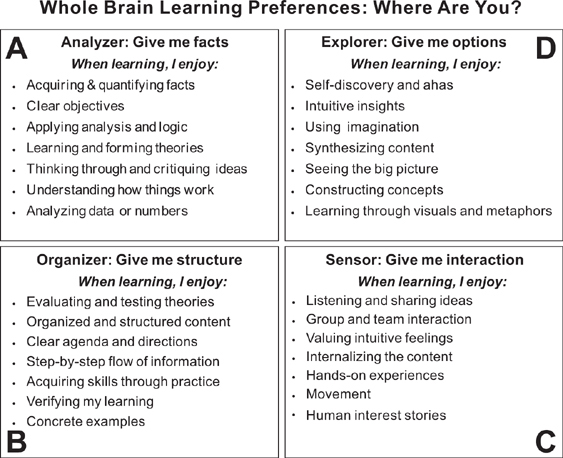 Whole Brain Learning Preferences: Where Are You?
A
Analyzer: Give me facts
When learning, I enjoy:
• Acquiring & quantifying facts
• Clear objectives
• Applying analysis and logic
• Learning and forming theories
• Thinking through and critiquing ideas
• Understanding how things work
• Analyzing data or numbers
D
Explorer: Give me options
When learning, I enjoy:
• Self-discovery and ahas
• Intuitive insights
• Using imagination
• Synthesizing content
• Seeing the big picture
• Constructing concepts
• Learning through visuals and metaphors
Organizer: Give me structure
When learning, I enjoy:
• Evaluating and testing theories
• Organized and structured content
• Clear agenda and directions
• Step-by-step flow of information
• Acquiring skills through practice
• Verifying my learning
• Concrete examples
B
Sensor: Give me interaction
When learning, I enjoy:
• Listening and sharing ideas
• Group and team interaction
• Valuing intuitive feelings
• Internalizing the content
• Hands-on experiences
• Movement
• Human interest stories
C